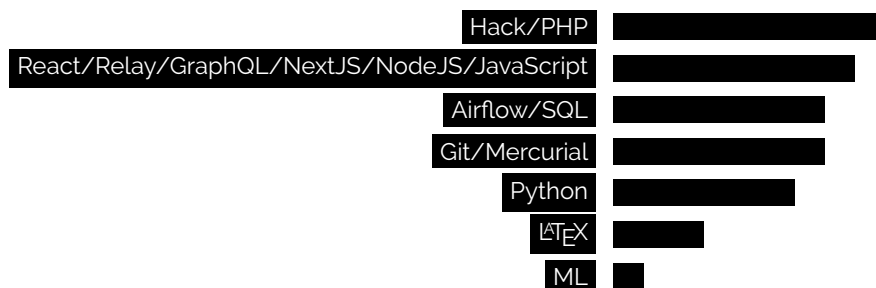 Hack/PHP
React/Relay/GraphQL/NextJS/NodeJS/JavaScript
Airflow/SQL
Git/Mercurial
Python
LATEX
ML